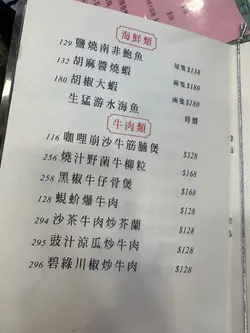 海鮮類
129 鹽燒南非鮑魚 每隻$138
132 胡麻醬燒蝦 兩隻$180
180 胡椒大蝦 兩隻$180
生猛游水海魚 時價
牛肉類
116 咖哩崩沙牛筋腩煲 $328
256 燒汁野菌牛柳粒 $168
258 黑椒牛仔骨煲 $168
128 蜆蚧爆牛肉 $128
294 沙茶牛肉炒芥蘭 $128
295 豉汁涼瓜炒牛肉 $128
296 碧綠川椒炒牛肉 $128